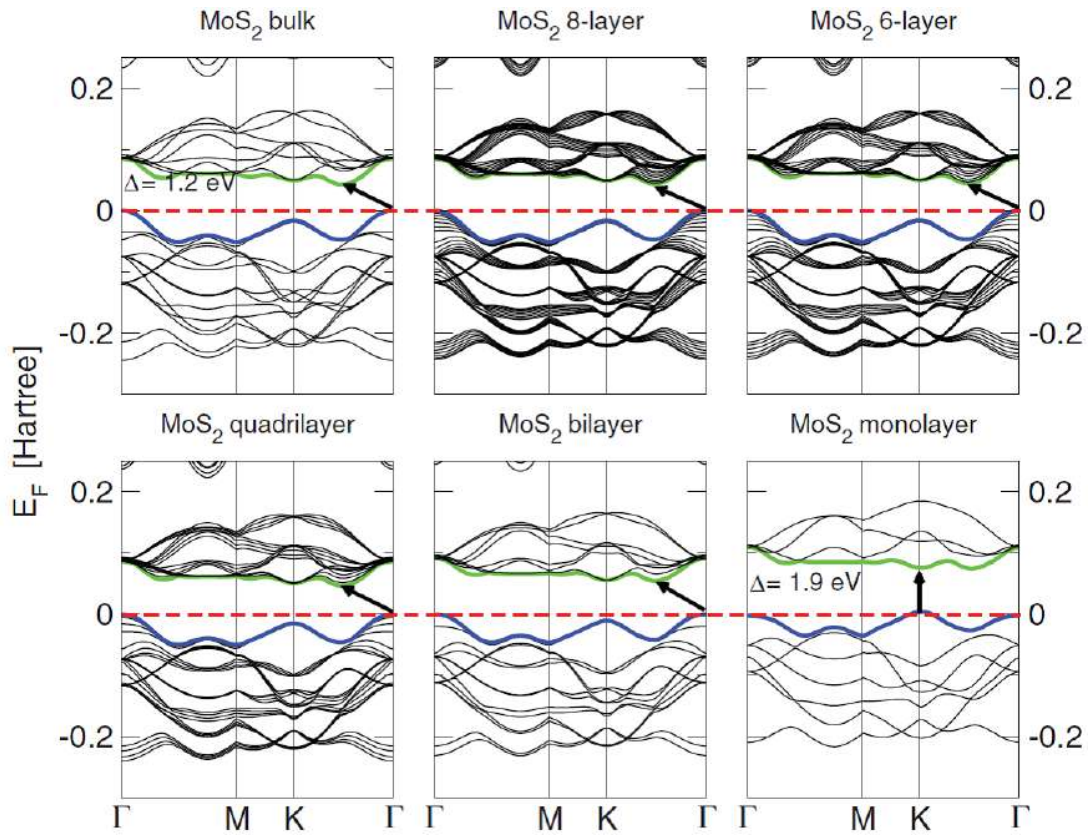 MoS₂ bulk MoS₂ 8-layer MoS₂ 6-layer
0.2 0.2
Δ= 1.2 eV
0 0
-0.2 -0.2
E_F [Hartree]
MoS₂ quadrilayer MoS₂ bilayer MoS₂ monolayer
0.2 0.2
Δ= 1.9 eV
0 0
-0.2 -0.2
Γ M K Γ M K Γ M K Γ